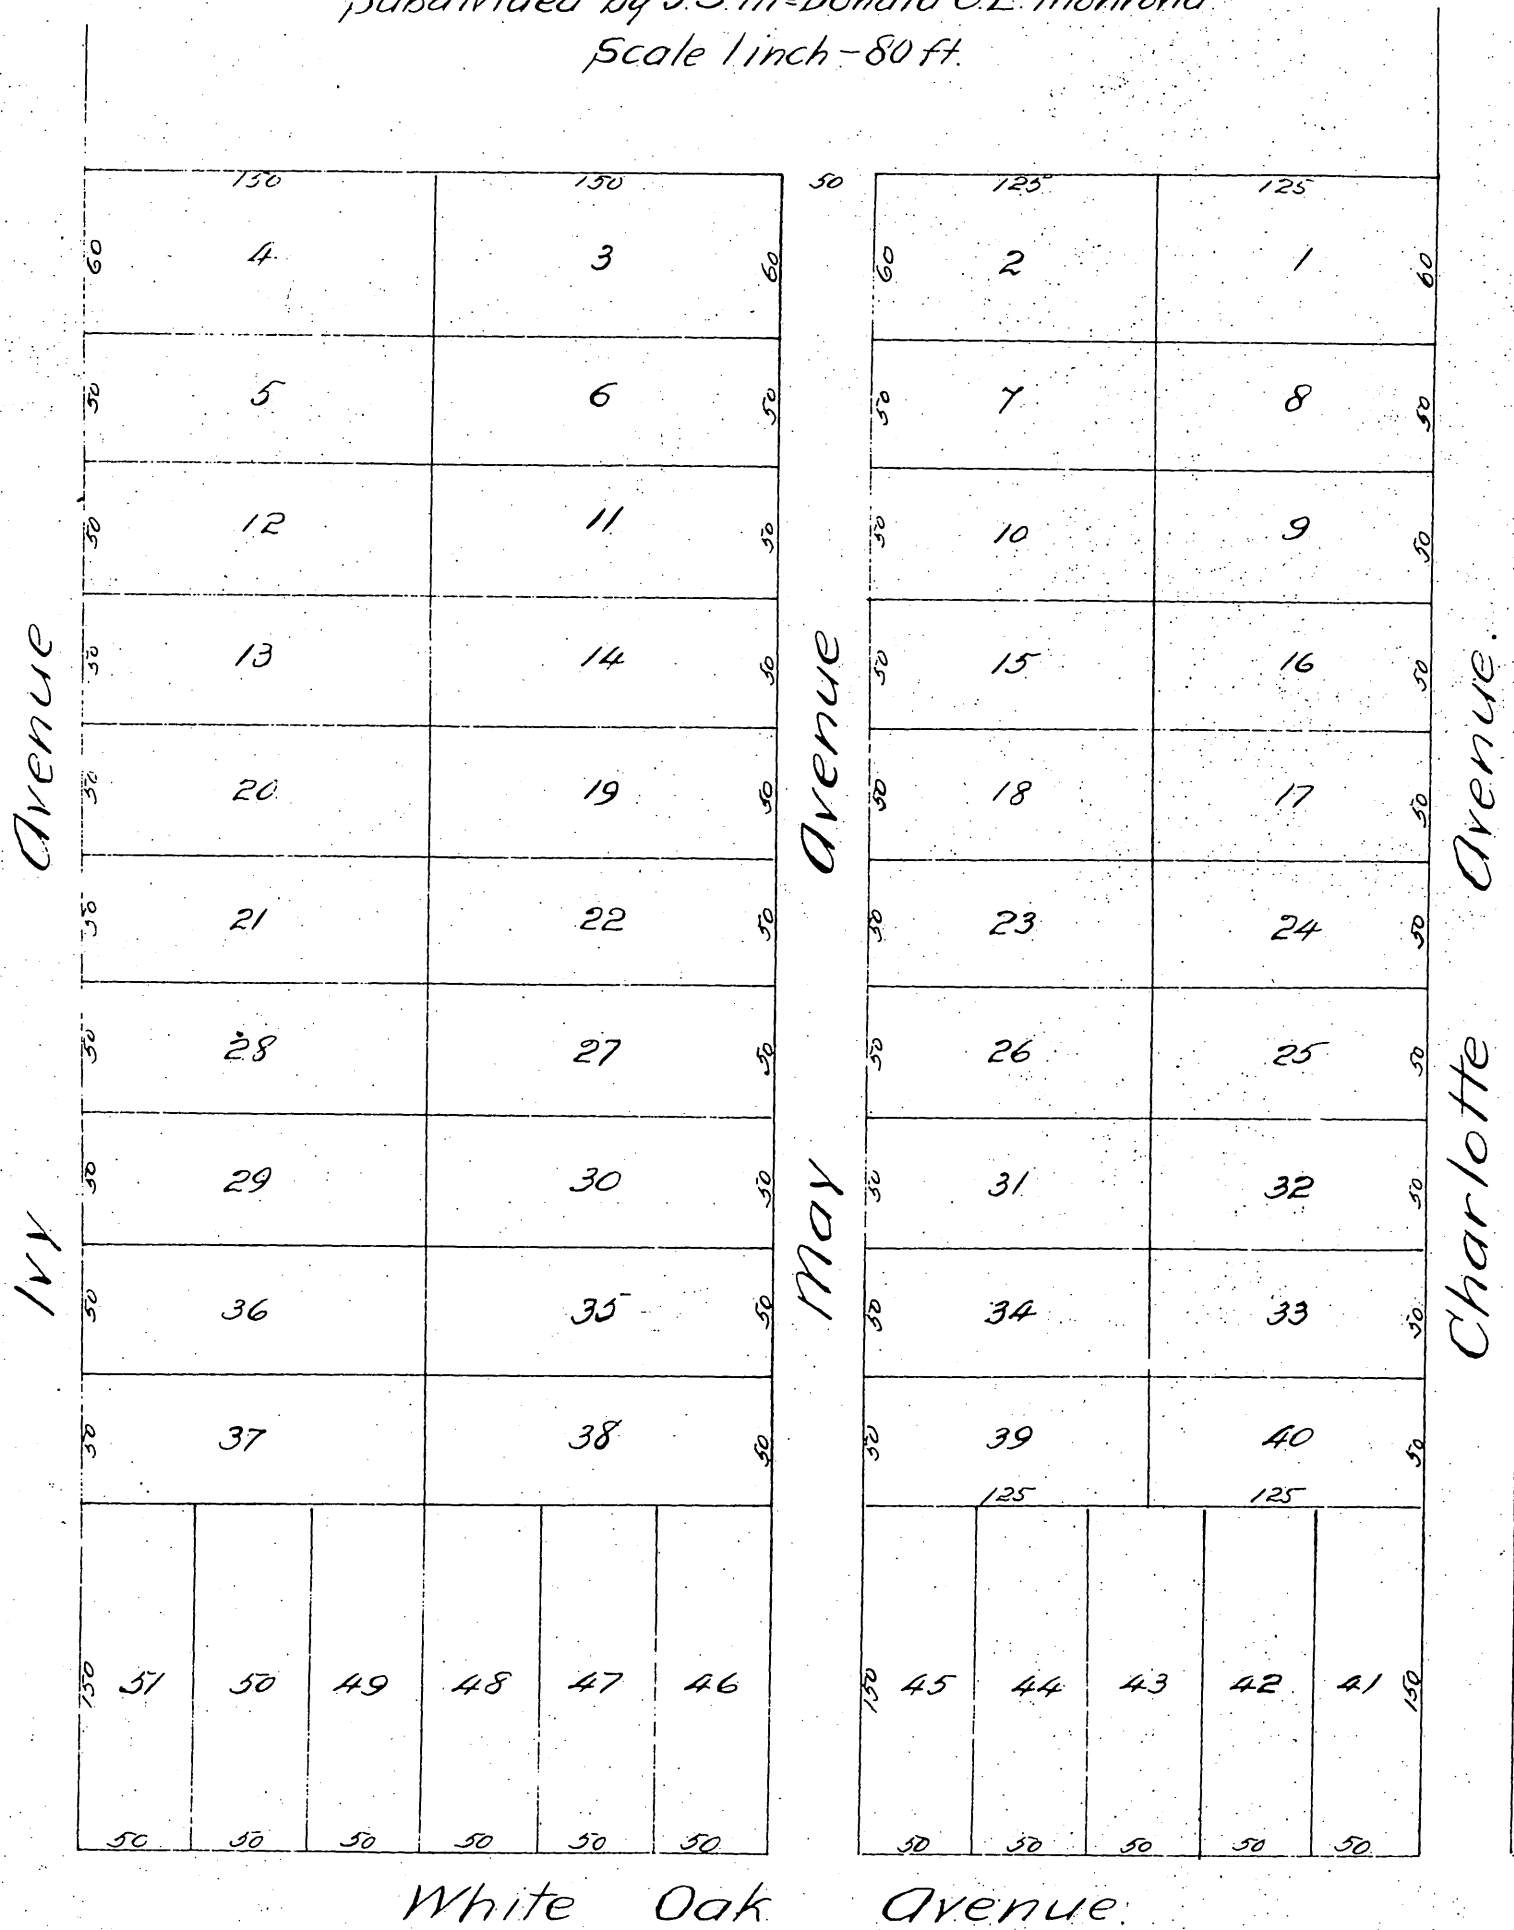 Subdivided by J.S. McDonald C.E. Monrovia
Scale 1 inch - 80 ft.
150 150 50 125 125
60 4 3 60 60 2 1 60
50 5 6 50 50 7 8 50
50 12 11 50 50 10 9 50
50 13 14 50 50 15 16 50
50 20 19 50 50 18 17 50
50 21 22 50 50 23 24 50
50 28 27 50 50 26 25 50
50 29 30 50 50 31 32 50
50 36 35 50 50 34 33 50
50 37 38 50 50 39 40 50
125 125
150 51 50 49 48 47 46 150 45 44 43 42 41 150
50 50 50 50 50 50 50 50 50 50 50
Ivy Avenue
May Avenue
Charlotte Avenue.
White Oak Avenue.